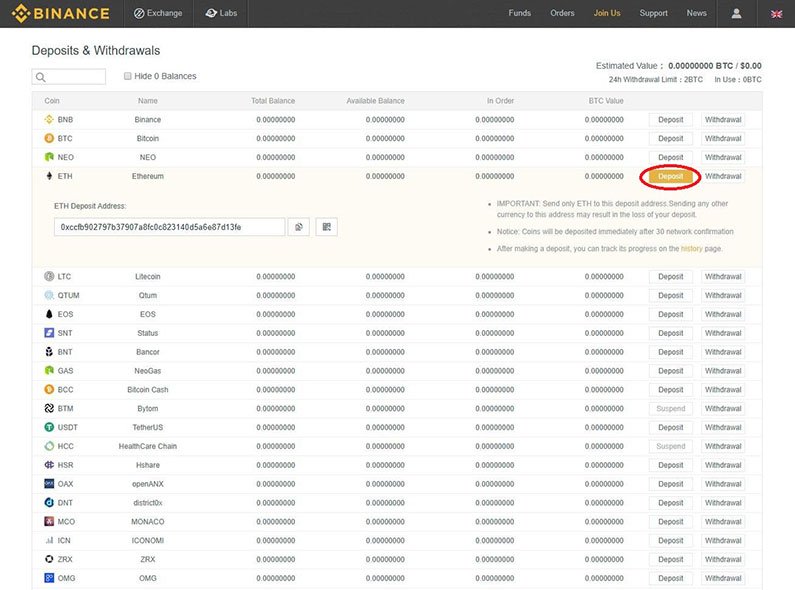 BINANCE Exchange Labs Funds Orders Join Us Support News
Deposits & Withdrawals
Estimated Value : 0.00000000 BTC / $0.00
Hide 0 Balances
24h Withdrawal Limit : 2BTC In Use : 0BTC
Coin Name Total Balance Available Balance In Order BTC Value
BNB Binance 0.00000000 0.00000000 0.00000000 0.00000000 Deposit Withdrawal
BTC Bitcoin 0.00000000 0.00000000 0.00000000 0.00000000 Deposit Withdrawal
NEO NEO 0.00000000 0.00000000 0.00000000 0.00000000 Deposit Withdrawal
ETH Ethereum 0.00000000 0.00000000 0.00000000 0.00000000 Deposit Withdrawal
ETH Deposit Address:
0xccfb902797b37907a8fc0c823140d5a6e87d13fe
IMPORTANT: Send only ETH to this deposit address.Sending any other
currency to this address may result in the loss of your deposit.
Notice: Coins will be deposited immediately after 30 network confirmation
After making a deposit, you can track its progress on the history page.
LTC Litecoin 0.00000000 0.00000000 0.00000000 0.00000000 Deposit Withdrawal
QTUM Qtum 0.00000000 0.00000000 0.00000000 0.00000000 Deposit Withdrawal
EOS EOS 0.00000000 0.00000000 0.00000000 0.00000000 Deposit Withdrawal
SNT Status 0.00000000 0.00000000 0.00000000 0.00000000 Deposit Withdrawal
BNT Bancor 0.00000000 0.00000000 0.00000000 0.00000000 Deposit Withdrawal
GAS NeoGas 0.00000000 0.00000000 0.00000000 0.00000000 Deposit Withdrawal
BCC Bitcoin Cash 0.00000000 0.00000000 0.00000000 0.00000000 Deposit Withdrawal
BTM Bytom 0.00000000 0.00000000 0.00000000 0.00000000 Suspend Withdrawal
USDT TetherUS 0.00000000 0.00000000 0.00000000 0.00000000 Deposit Withdrawal
HCC HealthCare Chain 0.00000000 0.00000000 0.00000000 0.00000000 Suspend Withdrawal
HSR Hshare 0.00000000 0.00000000 0.00000000 0.00000000 Deposit Withdrawal
OAX openANX 0.00000000 0.00000000 0.00000000 0.00000000 Deposit Withdrawal
DNT district0x 0.00000000 0.00000000 0.00000000 0.00000000 Deposit Withdrawal
MCO MONACO 0.00000000 0.00000000 0.00000000 0.00000000 Deposit Withdrawal
ICN ICONOMI 0.00000000 0.00000000 0.00000000 0.00000000 Deposit Withdrawal
ZRX ZRX 0.00000000 0.00000000 0.00000000 0.00000000 Deposit Withdrawal
OMG OMG 0.00000000 0.00000000 0.00000000 0.00000000 Deposit Withdrawal